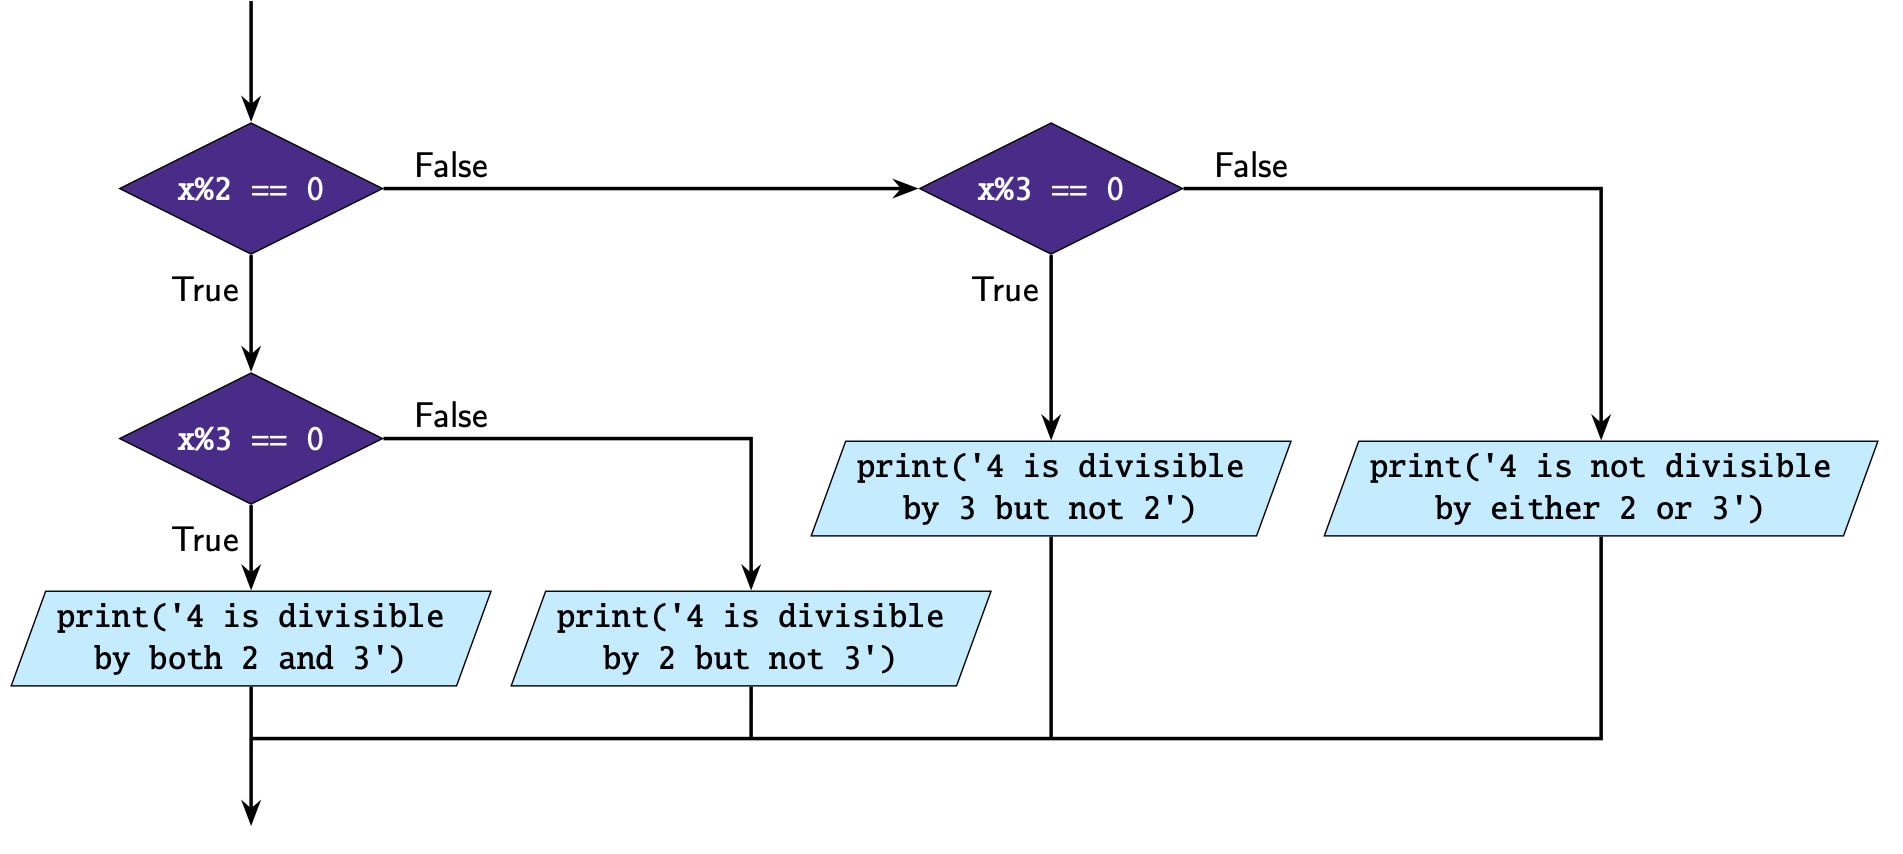 x%2 == 0
False
x%3 == 0
False
True
True
x%3 == 0
False
print('4 is divisible
by 3 but not 2')
print('4 is not divisible
by either 2 or 3')
True
print('4 is divisible
by both 2 and 3')
print('4 is divisible
by 2 but not 3')